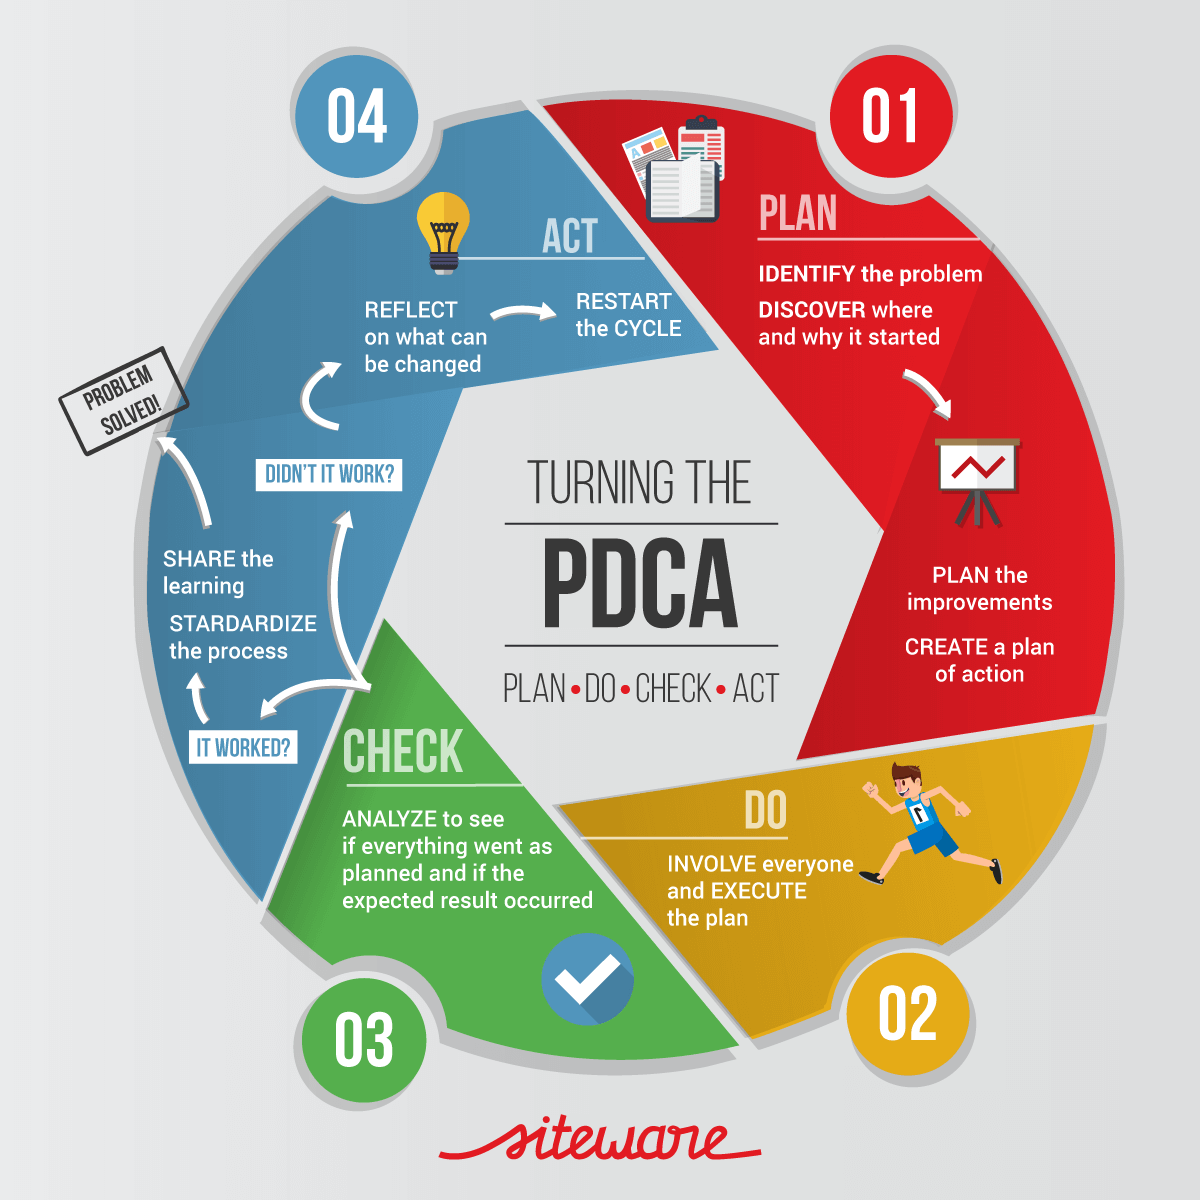 04
01
PLAN
IDENTIFY the problem
DISCOVER where
and why it started
PLAN the
improvements
CREATE a plan
of action
DO
INVOLVE everyone
and EXECUTE
the plan
1
02
CHECK
ANALYZE to see
if everything went as
planned and if the
expected result occurred
03
ACT
IT WORKED?
STARDARDIZE
the process
SHARE the
learning
PROBLEM
SOLVED!
DIDN'T IT WORK?
REFLECT
on what can
be changed
RESTART
the CYCLE
A
TURNING THE
PDCA
PLAN • DO • CHECK • ACT
siteware